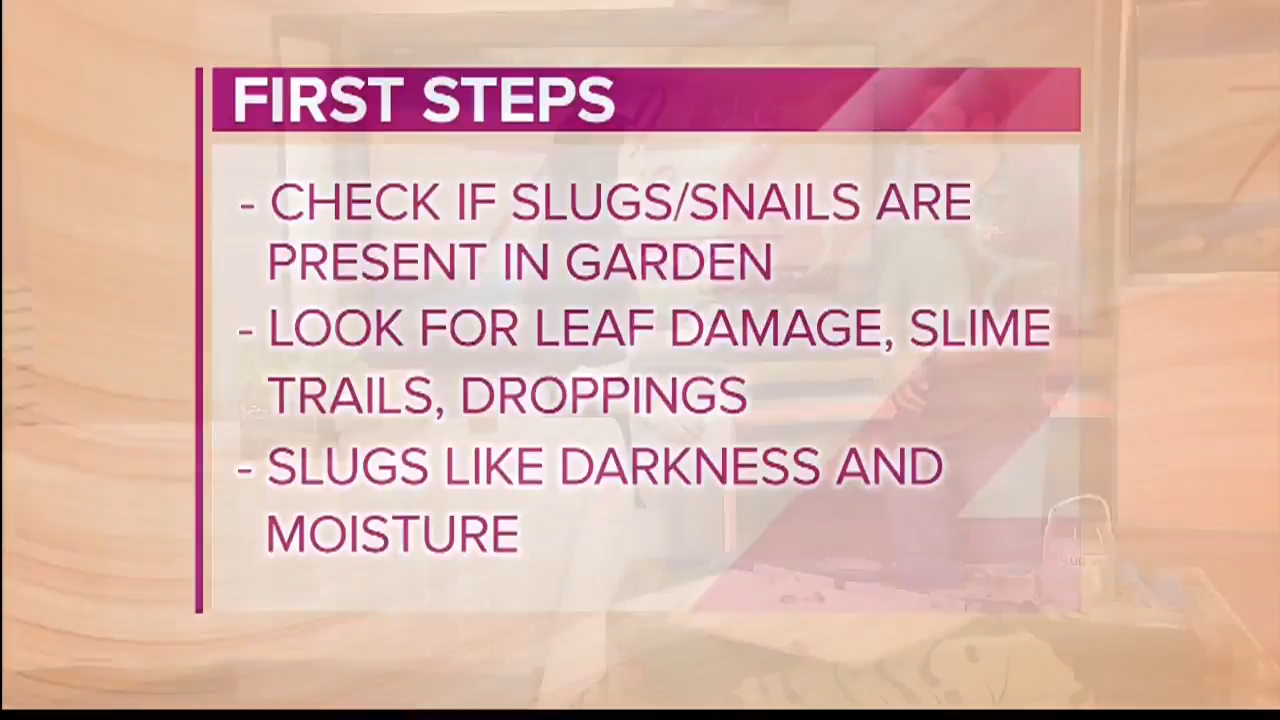 FIRST STEPS
- CHECK IF SLUGS/SNAILS ARE
PRESENT IN GARDEN
- LOOK FOR LEAF DAMAGE, SLIME
TRAILS, DROPPINGS
- SLUGS LIKE DARKNESS AND
MOISTURE